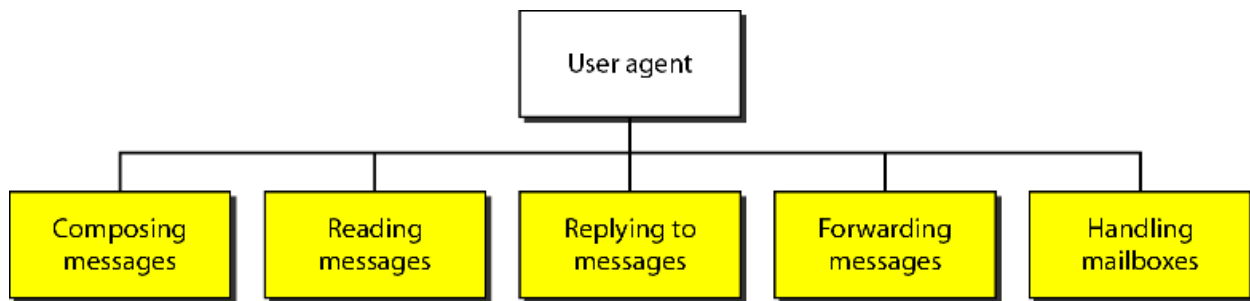 User agent
Composing
messages
Reading
messages
Replying to
messages
Forwarding
messages
Handling
mailboxes